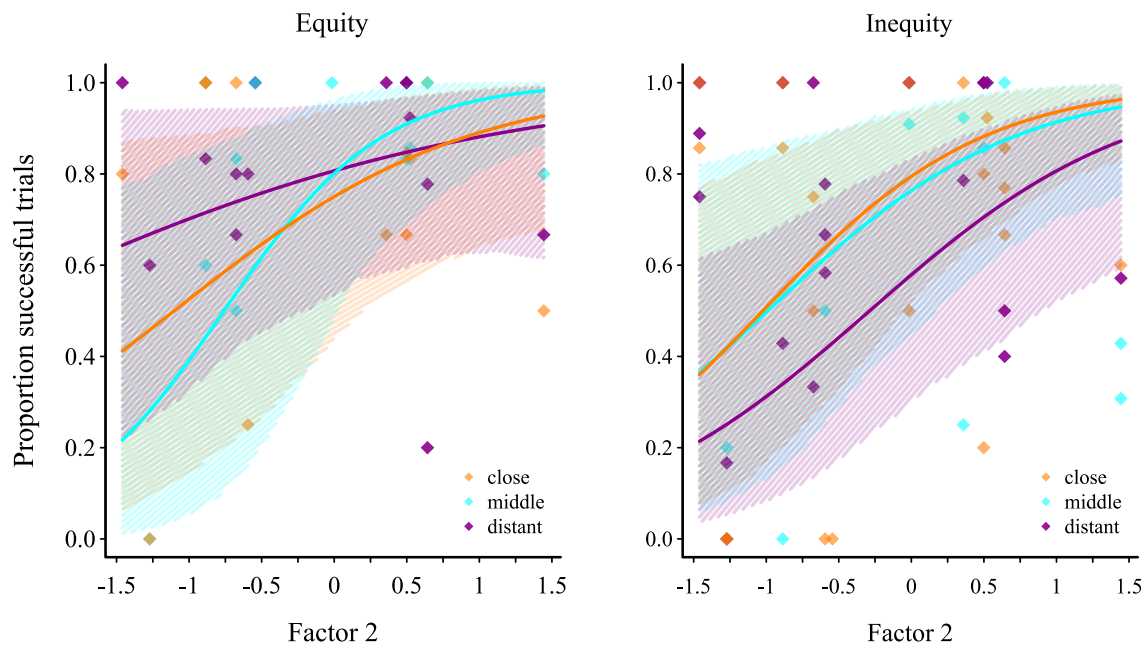 Equity
Inequity
Proportion successful trials
1.0
0.8
0.6
0.4
0.2
0.0
close
middle
distant
-1.5 -1 -0.5 0 0.5 1 1.5
Factor 2
1.0
0.8
0.6
0.4
0.2
0.0
close
middle
distant
-1.5 -1 -0.5 0 0.5 1 1.5
Factor 2